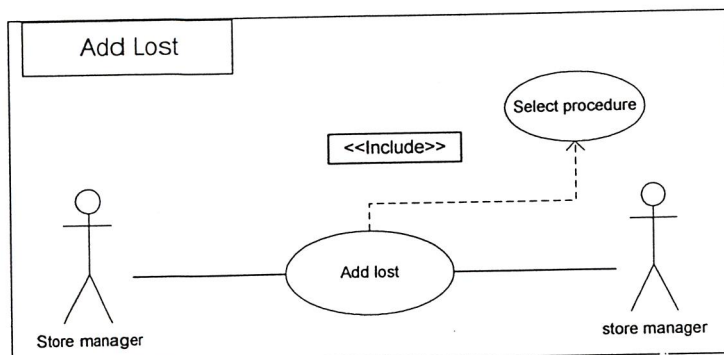 Add Lost
Select procedure
<<Include>>
Add lost
Store manager
store manager